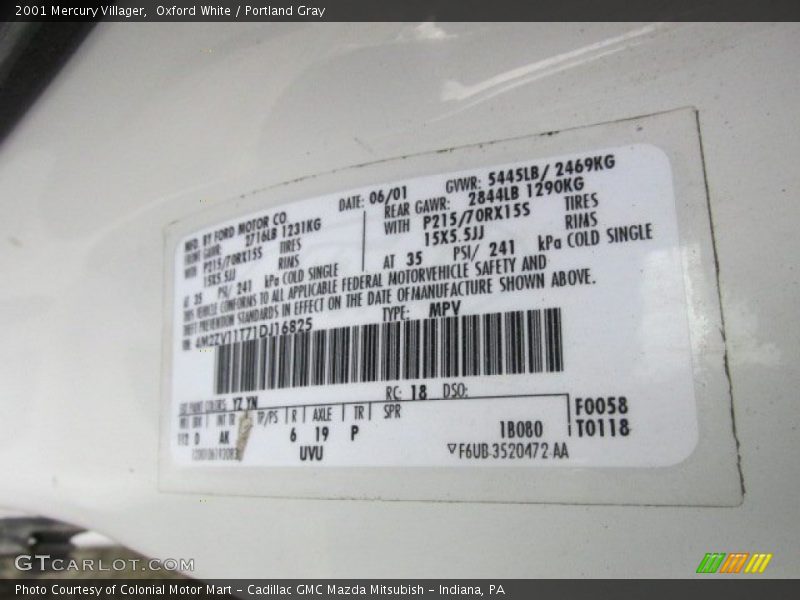 2001 Mercury Villager,  Oxford White / Portland Gray
MFD. BY FORD MOTOR CO DATE: 06/01 GVWR: 5445LB/ 2469KG
FRONT GAWR: 2716LB 1231KG REAR GAWR: 2844LB 1290KG
WITH P215/70RX15S TIRES WITH P215/70RX15S TIRES
15X5.5JJ RIMS 15X5.5JJ RIMS
AT 35 PSI/ 241 kPa COLD SINGLE AT 35 PSI/ 241 kPa COLD SINGLE
THIS VEHICLE CONFORMS TO ALL APPLICABLE FEDERAL MOTORVEHICLE SAFETY AND
THEFT PREVENTION STANDARDS IN EFFECT ON THE DATE OFMANUFACTURE SHOWN ABOVE.
VIN: 4M2ZV11T71DJ16825 TYPE: MPV
EXT PAINT COLORS: YZ YN RC: 18 DSO:
WB BRK INT TR TP/PS R AXLE TR SPR F0058
112 D AK 6 19 P 1B080 T0118
UVU ▽F6UB-3520472-AA
GTCARLOT.COM
Photo Courtesy of Colonial Motor Mart – Cadillac GMC Mazda Mitsubish – Indiana, PA